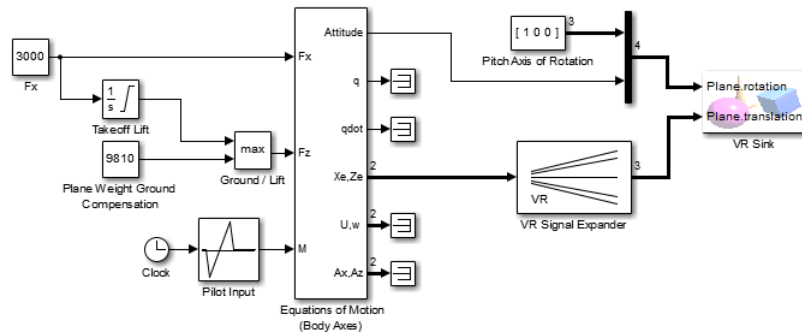 3000
Fx
1
s
Takeoff Lift
9810
Plane Weight Ground
Compensation
max
Ground / Lift
Clock
Pilot Input
Fx
Fz
M
Attitude
q
qdot
Xe,Ze
U,w
Ax,Az
Equations of Motion
(Body Axes)
2
2
2
[ 1 0 0 ]
3
Pitch Axis of Rotation
4
VR
VR Signal Expander
3
Plane.rotation
Plane.translation
VR Sink